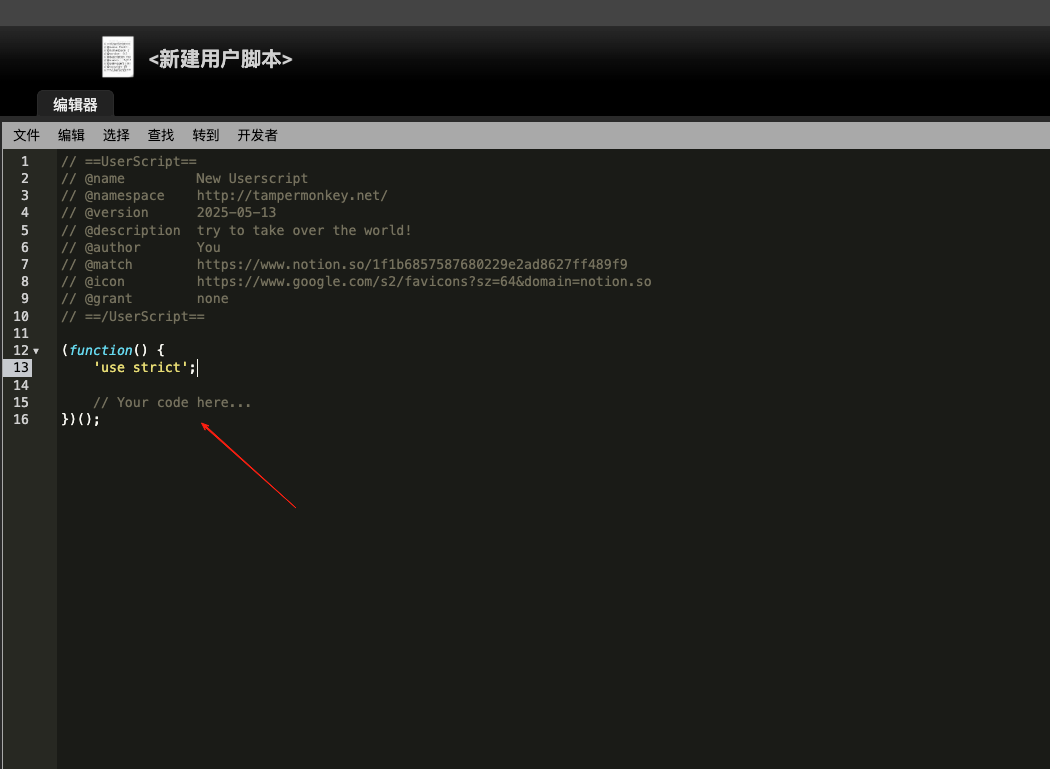 <新建用户脚本>
编辑器
文件 编辑 选择 查找 转到 开发者
1 // ==UserScript==
2 // @name         New Userscript
3 // @namespace    http://tampermonkey.net/
4 // @version      2025-05-13
5 // @description  try to take over the world!
6 // @author       You
7 // @match        https://www.notion.so/1f1b6857587680229e2ad8627ff489f9
8 // @icon         https://www.google.com/s2/favicons?sz=64&domain=notion.so
9 // @grant        none
10 // ==/UserScript==
11
12 (function() {
13     'use strict';
14
15     // Your code here...
16 })();